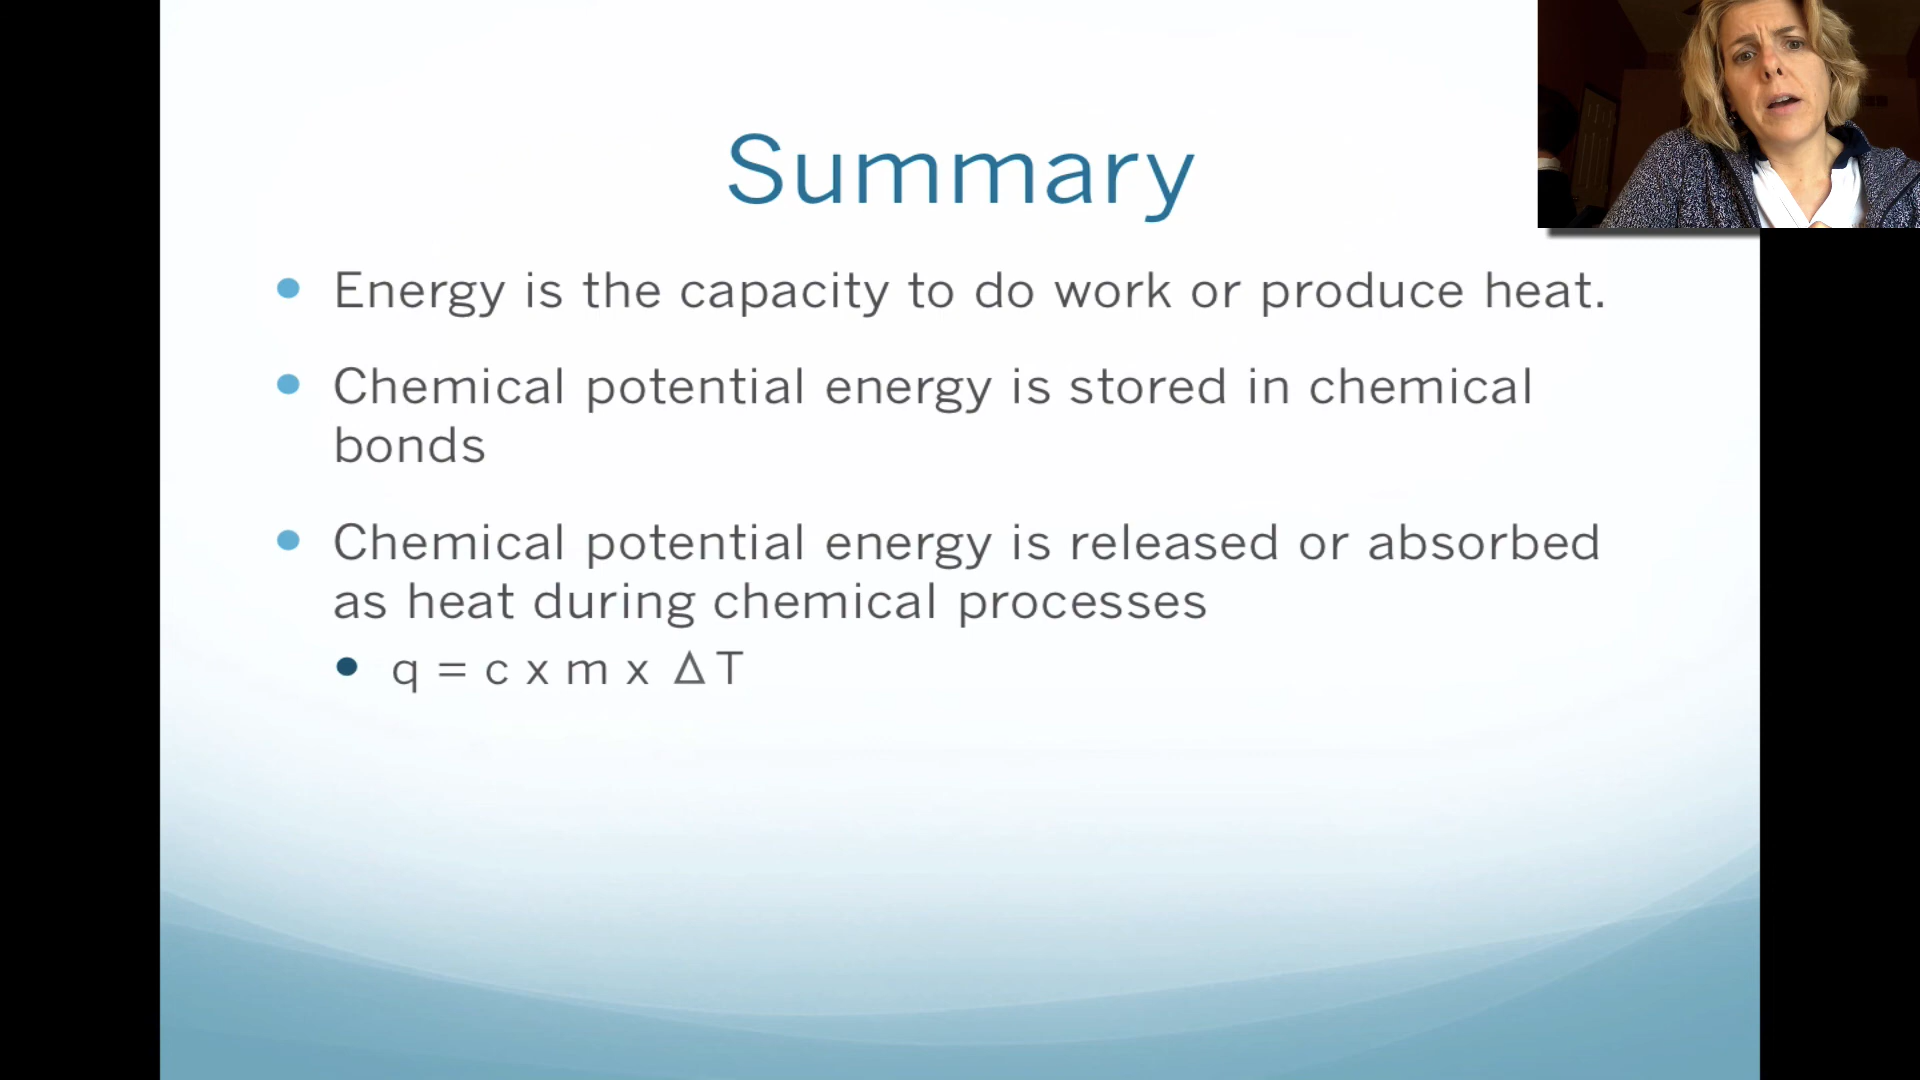 Summary
Energy is the capacity to do work or produce heat.
Chemical potential energy is stored in chemical
bonds
Chemical potential energy is released or absorbed
as heat during chemical processes
q = c x m x Δ T